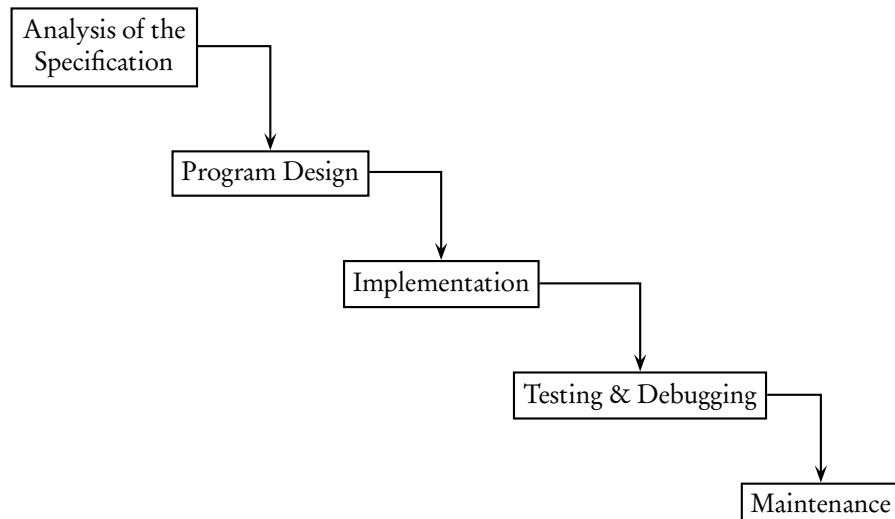 Analysis of the
Specification
Program Design
Implementation
Testing & Debugging
Maintenance